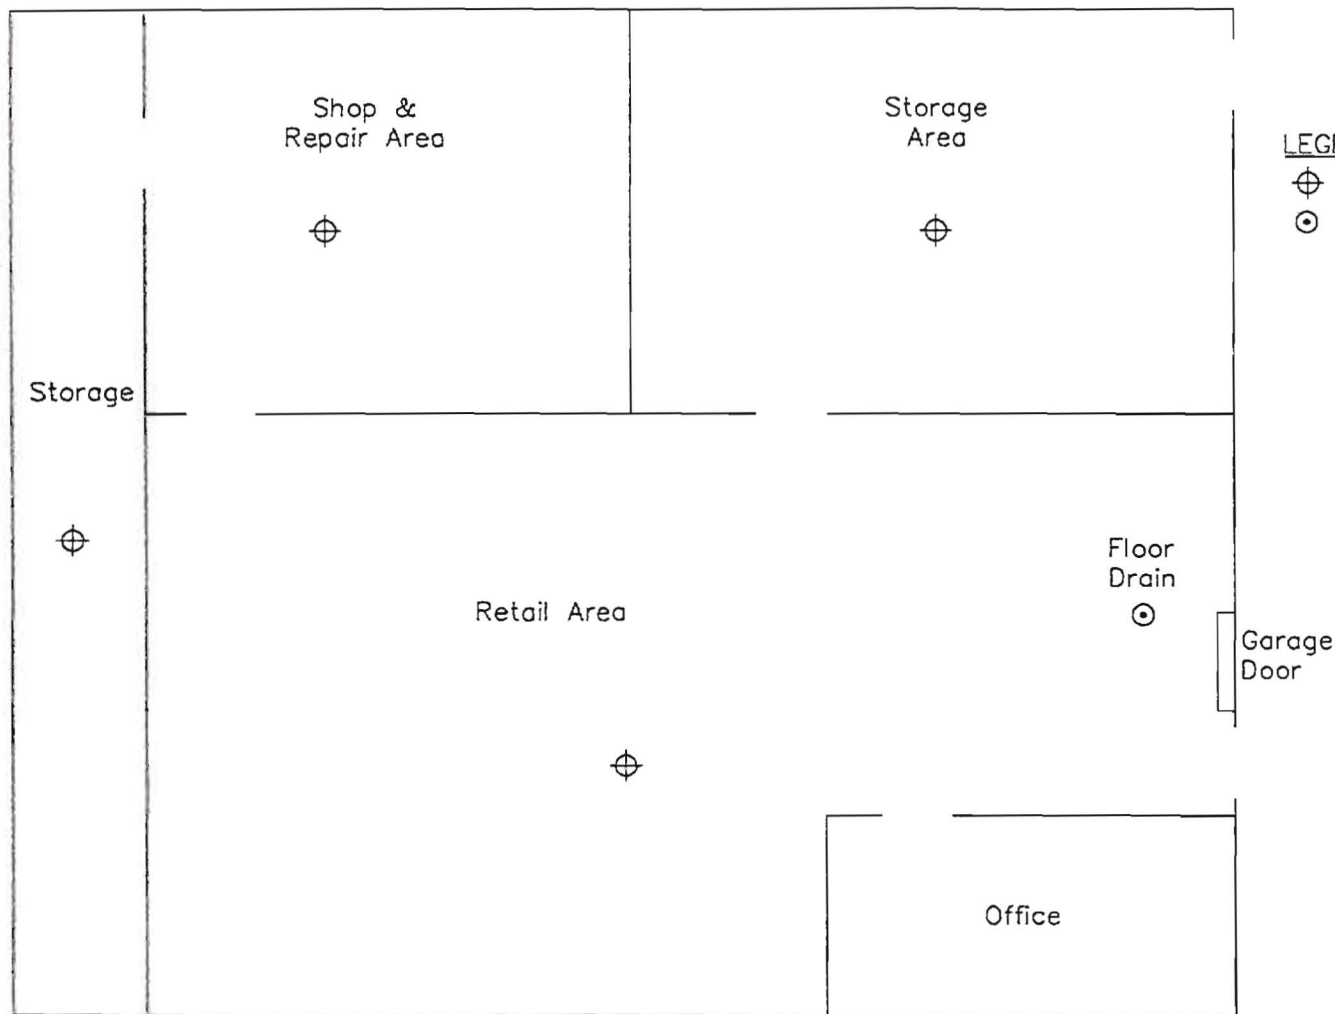 Shop &
Repair Area
Storage
Area
Storage
Floor
Drain
Retail Area
Garage
Door
Office